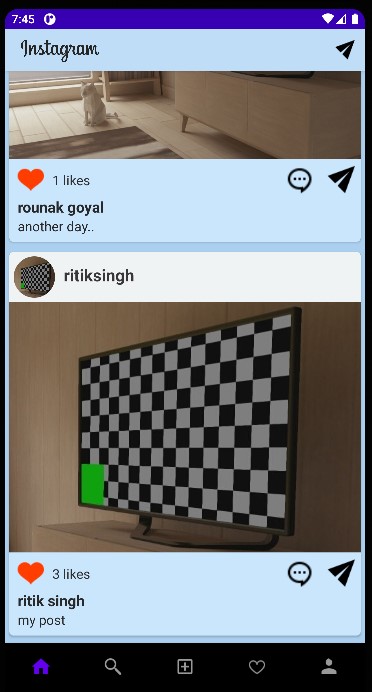 7:45
Instagram
1 likes
rounak goyal
another day..
ritiksingh
3 likes
ritik singh
my post